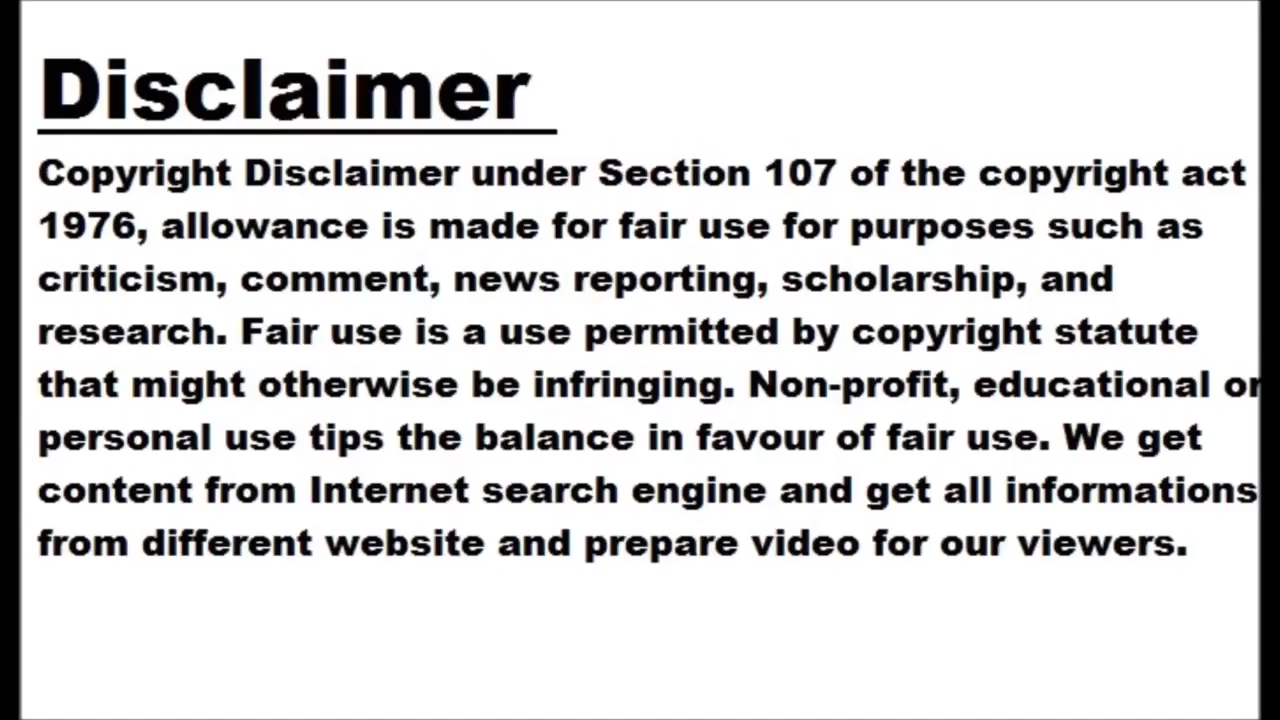 Disclaimer
Copyright Disclaimer under Section 107 of the copyright act
1976, allowance is made for fair use for purposes such as
criticism, comment, news reporting, scholarship, and
research. Fair use is a use permitted by copyright statute
that might otherwise be infringing. Non-profit, educational or
personal use tips the balance in favour of fair use. We get
content from Internet search engine and get all informations
from different website and prepare video for our viewers.